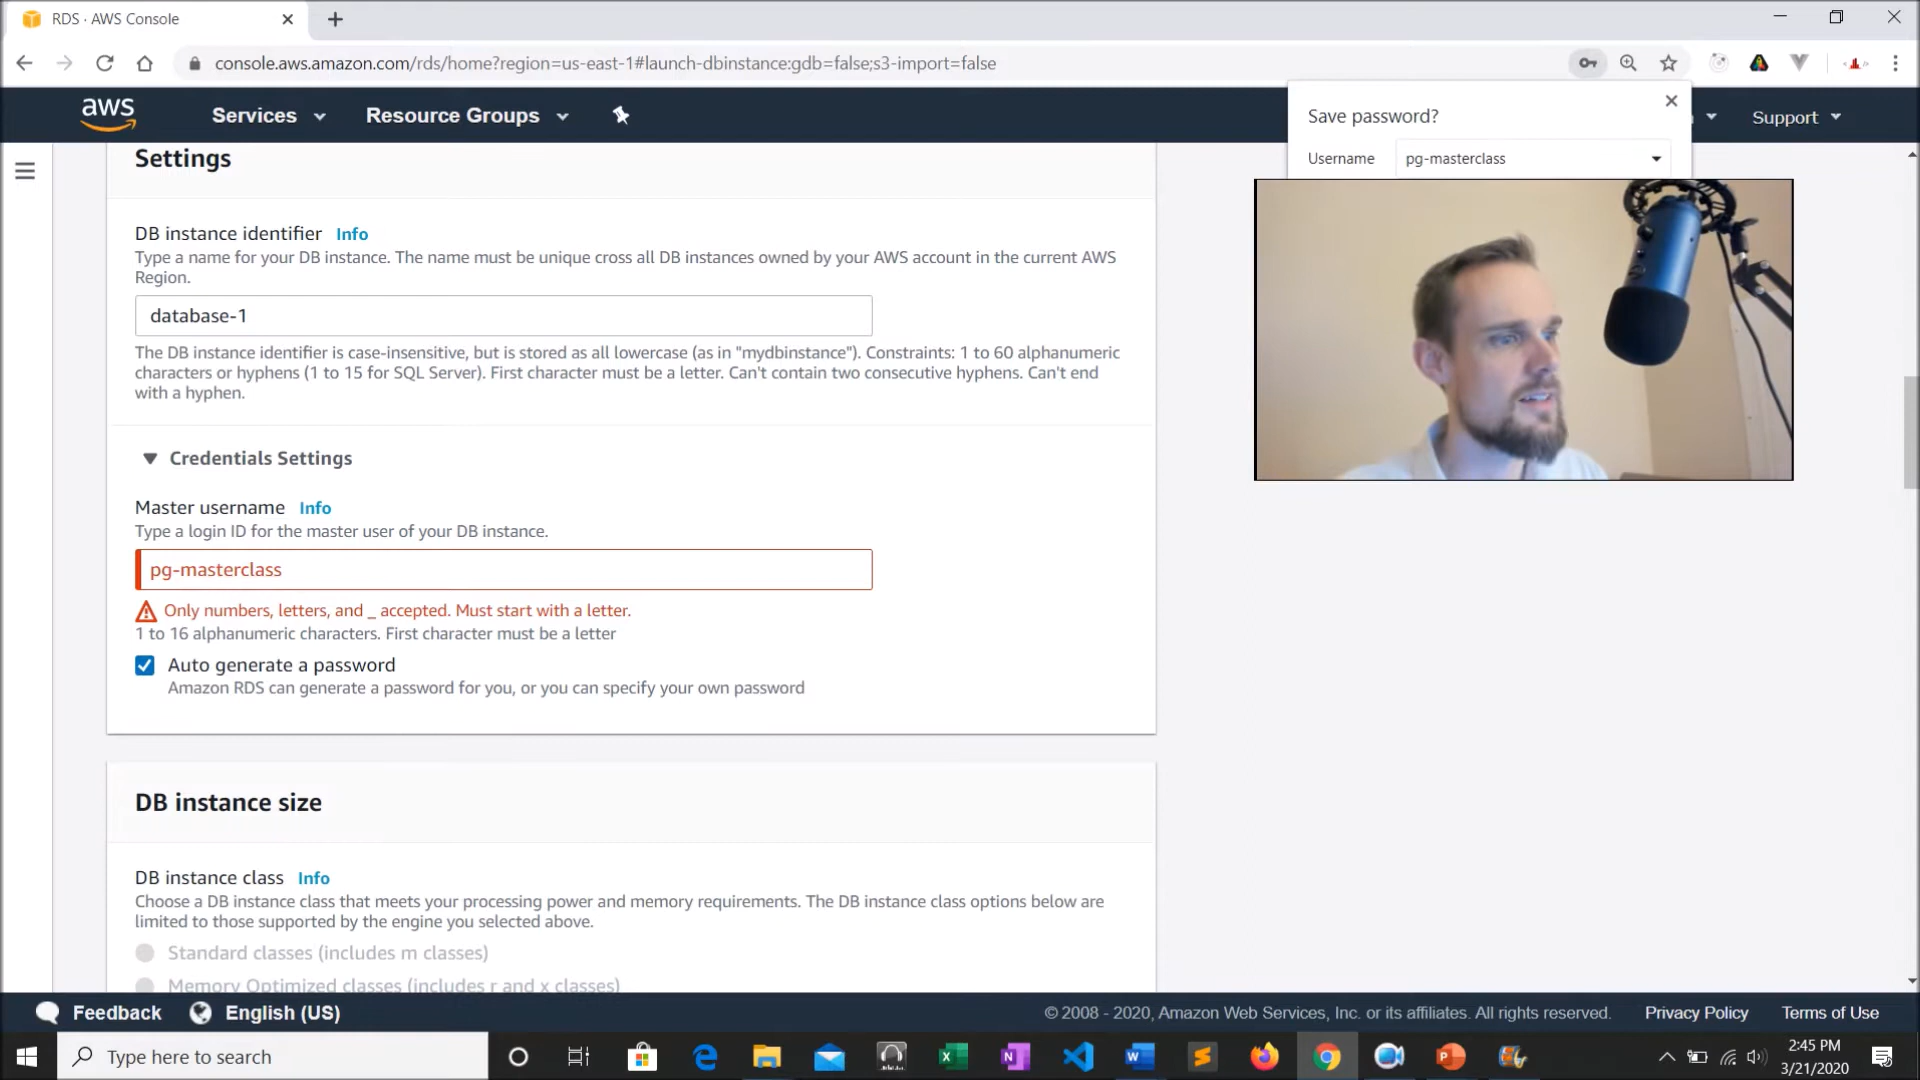 RDS · AWS Console
console.aws.amazon.com/rds/home?region=us-east-1#launch-dbinstance:gdb=false;s3-import=false
aws
Services
Resource Groups
Support
Save password?
Username
pg-masterclass
Settings
DB instance identifier Info
Type a name for your DB instance. The name must be unique cross all DB instances owned by your AWS account in the current AWS
Region.
database-1
The DB instance identifier is case-insensitive, but is stored as all lowercase (as in "mydbinstance"). Constraints: 1 to 60 alphanumeric
characters or hyphens (1 to 15 for SQL Server). First character must be a letter. Can't contain two consecutive hyphens. Can't end
with a hyphen.
Credentials Settings
Master username Info
Type a login ID for the master user of your DB instance.
pg-masterclass
Only numbers, letters, and _ accepted. Must start with a letter.
1 to 16 alphanumeric characters. First character must be a letter
Auto generate a password
Amazon RDS can generate a password for you, or you can specify your own password
DB instance size
DB instance class Info
Choose a DB instance class that meets your processing power and memory requirements. The DB instance class options below are
limited to those supported by the engine you selected above.
Standard classes (includes m classes)
Memory Optimized classes (includes r and x classes)
Feedback
English (US)
© 2008 - 2020, Amazon Web Services, Inc. or its affiliates. All rights reserved.
Privacy Policy
Terms of Use
Type here to search
2:45 PM
3/21/2020